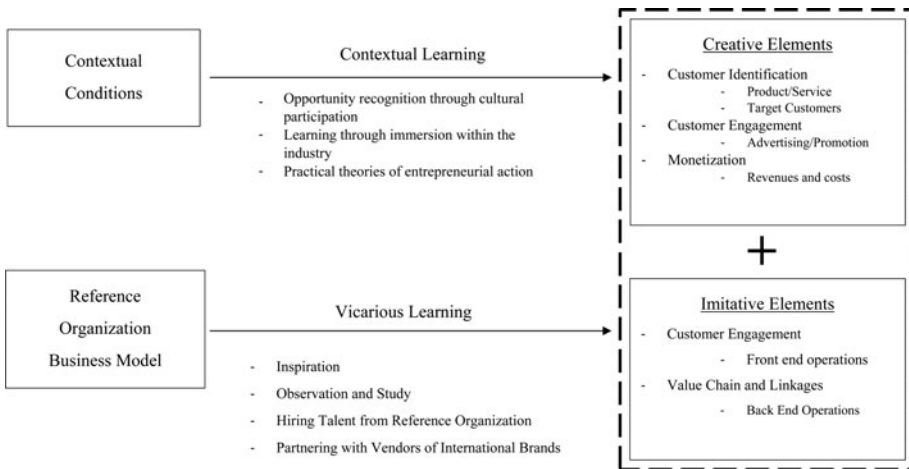 Contextual
Conditions
Contextual Learning
- Opportunity recognition through cultural
participation
- Learning through immersion within the
industry
- Practical theories of entrepreneurial action
Creative Elements
- Customer Identification
- Product/Service
- Target Customers
- Customer Engagement
- Advertising/Promotion
- Monetization
- Revenues and costs
+
Reference
Organization
Business Model
Vicarious Learning
- Inspiration
- Observation and Study
- Hiring Talent from Reference Organization
- Partnering with Vendors of International Brands
Imitative Elements
- Customer Engagement
- Front end operations
- Value Chain and Linkages
- Back End Operations